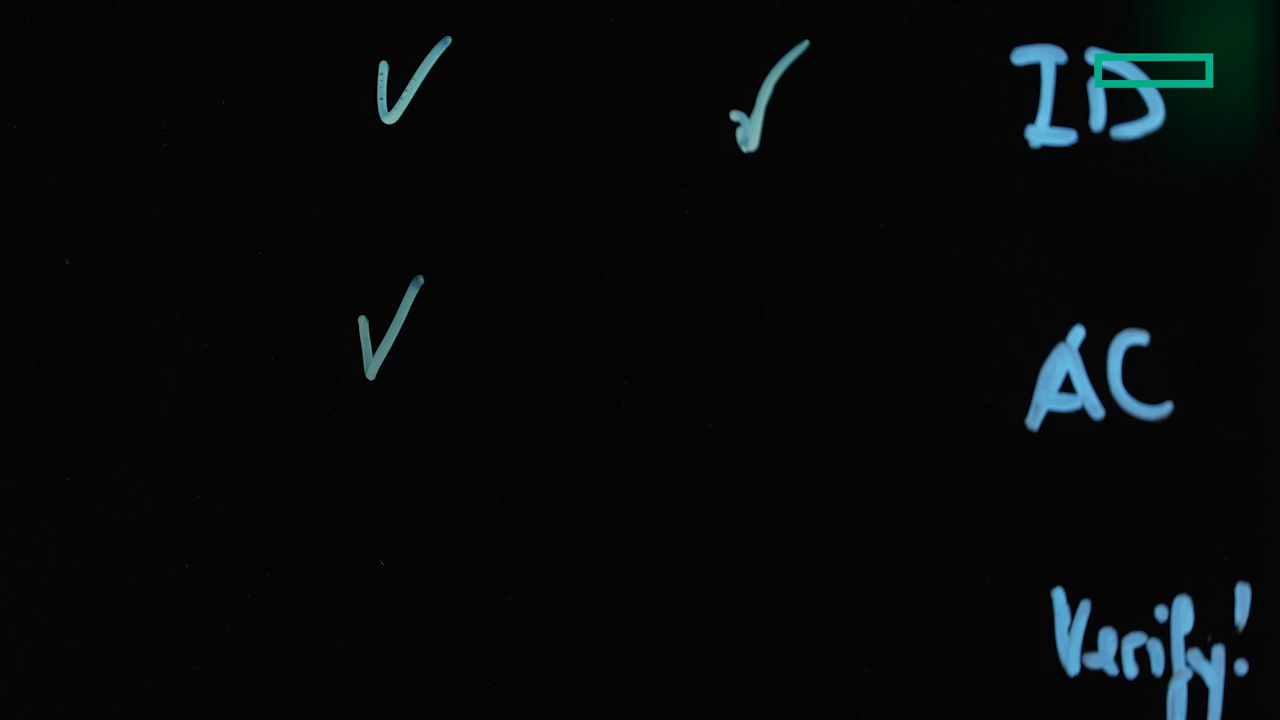 ✓ ✓ ID
✓ AC
Verify!